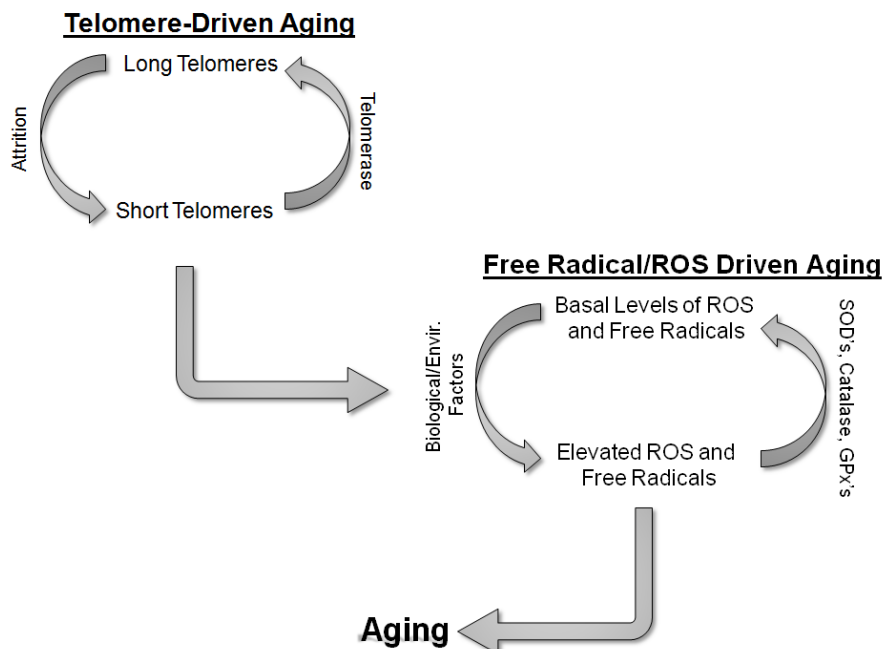 Telomere-Driven Aging
Long Telomeres
Attrition
Telomerase
Short Telomeres
Free Radical/ROS Driven Aging
Basal Levels of ROS
and Free Radicals
Biological/Envir.
Factors
SOD's, Catalase, GPx's
Elevated ROS and
Free Radicals
Aging